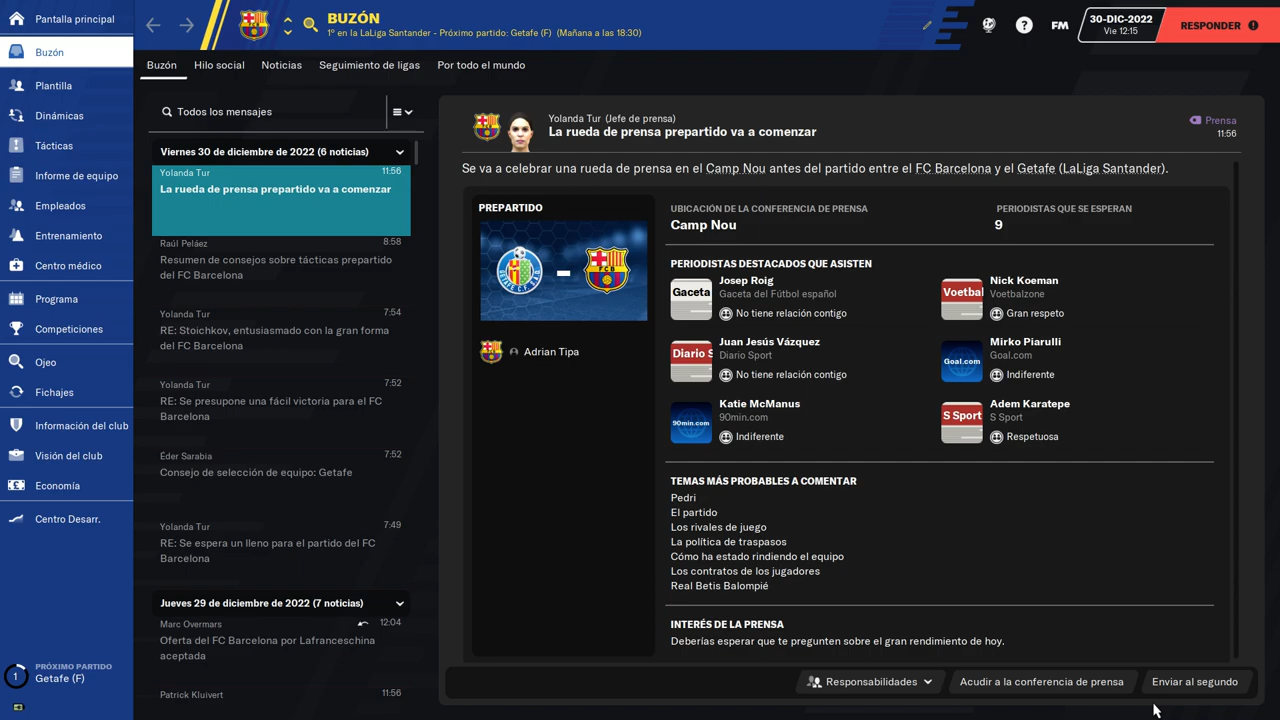 Pantalla principal
Buzón
Plantilla
Dinámicas
Tácticas
Informe de equipo
Empleados
Entrenamiento
Centro médico
Programa
Competiciones
Ojeo
Fichajes
Información del club
Visión del club
Economía
Centro Desarr.
1
PRÓXIMO PARTIDO
Getafe (F)
BUZÓN
1º en la LaLiga Santander - Próximo partido: Getafe (F) (Mañana a las 18:30)
FM
30-DIC-2022
Vie 12:15
RESPONDER
Buzón
Hilo social
Noticias
Seguimiento de ligas
Por todo el mundo
Todos los mensajes
Viernes 30 de diciembre de 2022 (6 noticias)
Yolanda Tur 11:56
La rueda de prensa prepartido va a comenzar
Raúl Peláez 8:58
Resumen de consejos sobre tácticas prepartido
del FC Barcelona
Yolanda Tur 7:54
RE: Stoichkov, entusiasmado con la gran forma
del FC Barcelona
Yolanda Tur 7:52
RE: Se presupone una fácil victoria para el FC
Barcelona
Éder Sarabia 7:52
Consejo de selección de equipo: Getafe
Yolanda Tur 7:49
RE: Se espera un lleno para el partido del FC
Barcelona
Jueves 29 de diciembre de 2022 (7 noticias)
Marc Overmars 12:04
Oferta del FC Barcelona por Lafranceschina
aceptada
Patrick Kluivert 11:56
Yolanda Tur (Jefe de prensa)
La rueda de prensa prepartido va a comenzar
Prensa
11:56
Se va a celebrar una rueda de prensa en el Camp Nou antes del partido entre el FC Barcelona y el Getafe (LaLiga Santander).
PREPARTIDO
FCB
Adrian Tipa
UBICACIÓN DE LA CONFERENCIA DE PRENSA
Camp Nou
PERIODISTAS QUE SE ESPERAN
9
PERIODISTAS DESTACADOS QUE ASISTEN
Gaceta
Josep Roig
Gaceta del Fútbol español
No tiene relación contigo
Voetbal
Nick Koeman
Voetbalzone
Gran respeto
Diario S
Juan Jesús Vázquez
Diario Sport
No tiene relación contigo
Goal.com
Mirko Piarulli
Goal.com
Indiferente
90min.com
Katie McManus
90min.com
Indiferente
S Sport
Adem Karatepe
S Sport
Respetuosa
TEMAS MÁS PROBABLES A COMENTAR
Pedri
El partido
Los rivales de juego
La política de traspasos
Cómo ha estado rindiendo el equipo
Los contratos de los jugadores
Real Betis Balompié
INTERÉS DE LA PRENSA
Deberías esperar que te pregunten sobre el gran rendimiento de hoy.
Responsabilidades
Acudir a la conferencia de prensa
Enviar al segundo